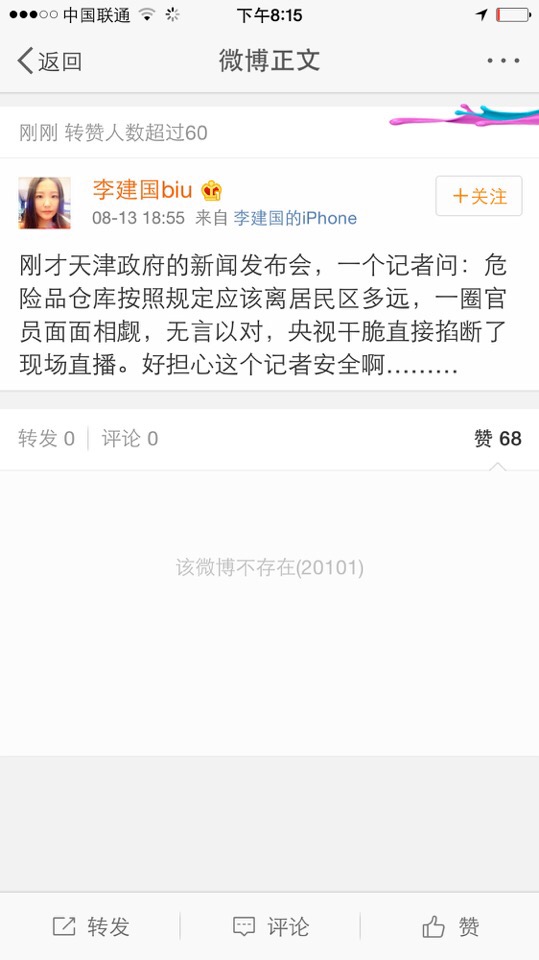 中国联通 下午8:15
返回 微博正文
刚刚 转赞人数超过60
李建国biu
+关注
08-13 18:55 来自 李建国的iPhone
刚才天津政府的新闻发布会，一个记者问：危
险品仓库按照规定应该离居民区多远，一圈官
员面面相觑，无言以对，央视干脆直接掐断了
现场直播。好担心这个记者安全啊………
转发 0 评论 0 赞 68
该微博不存在(20101)
转发 评论 赞